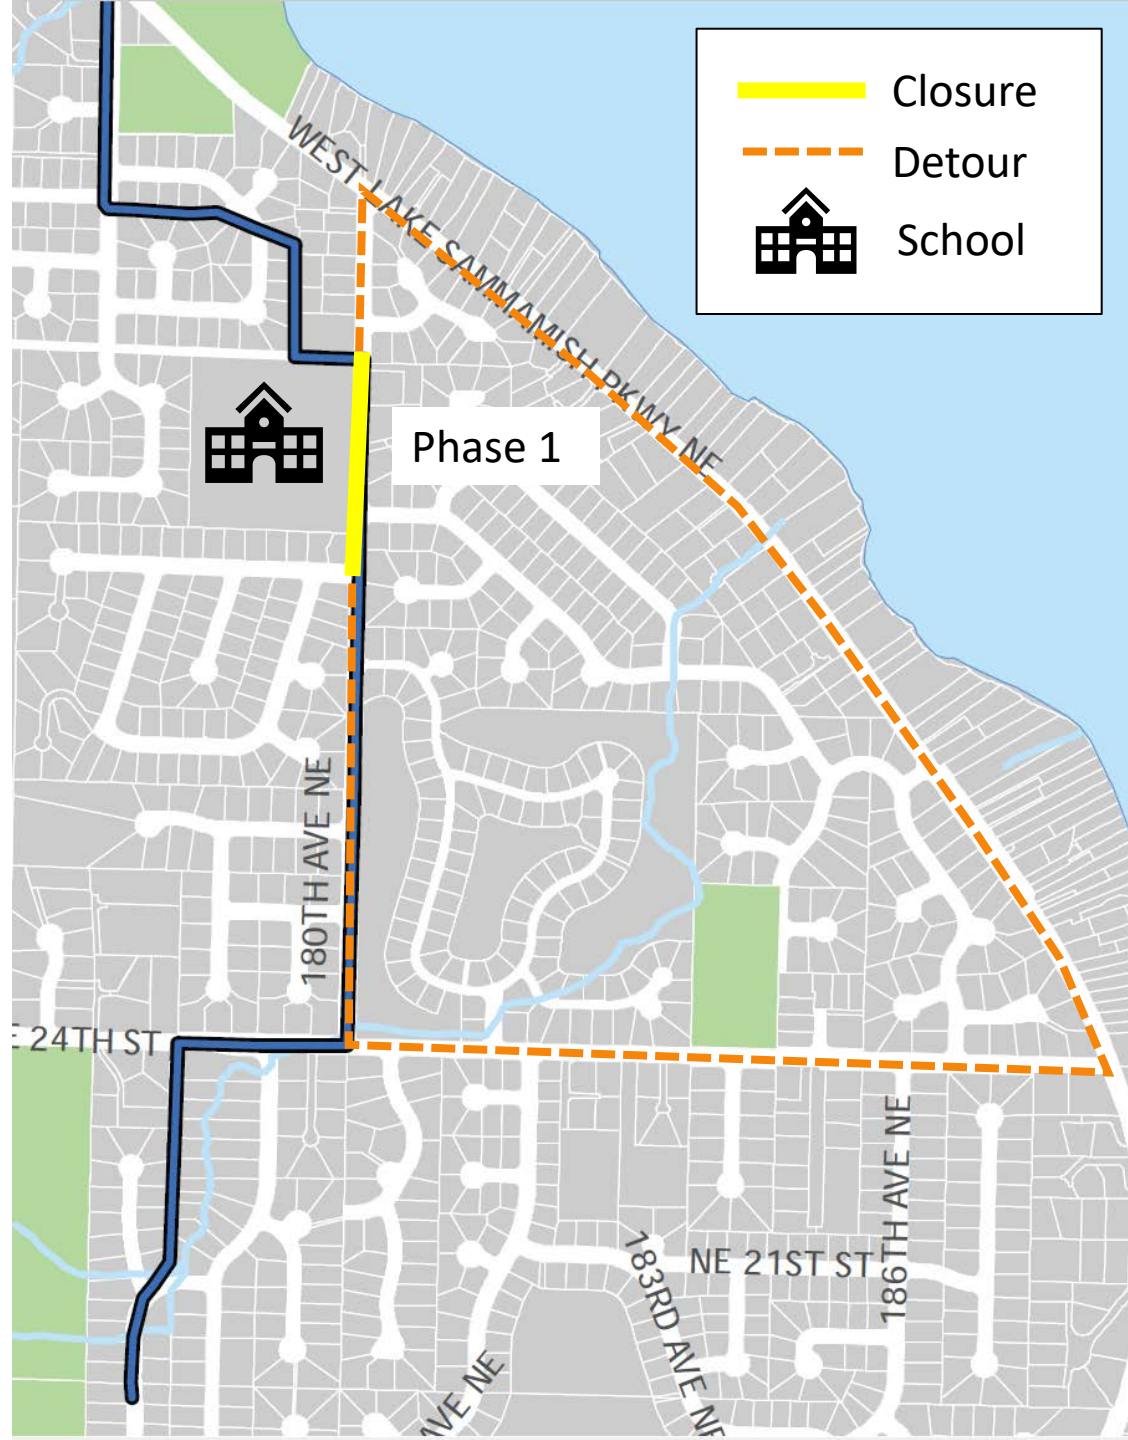 Closure
Detour
School
WEST LAKE SAMMAMISH PKWY NE
Phase 1
180TH AVE NE
E 24TH ST
186TH AVE NE
NE 21ST ST
183RD AVE NE
AVE NE